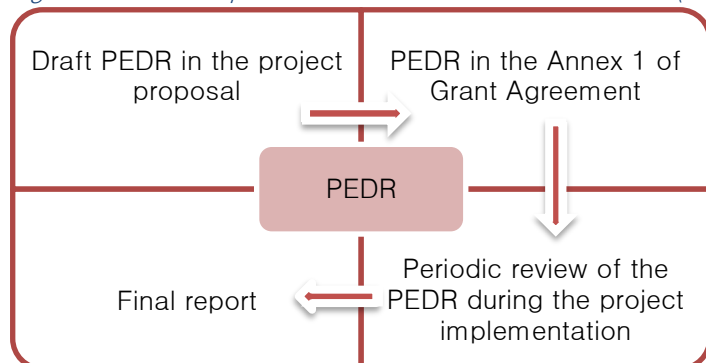 Draft PEDR in the project
proposal
PEDR in the Annex 1 of
Grant Agreement
PEDR
Final report
Periodic review of the
PEDR during the project
implementation